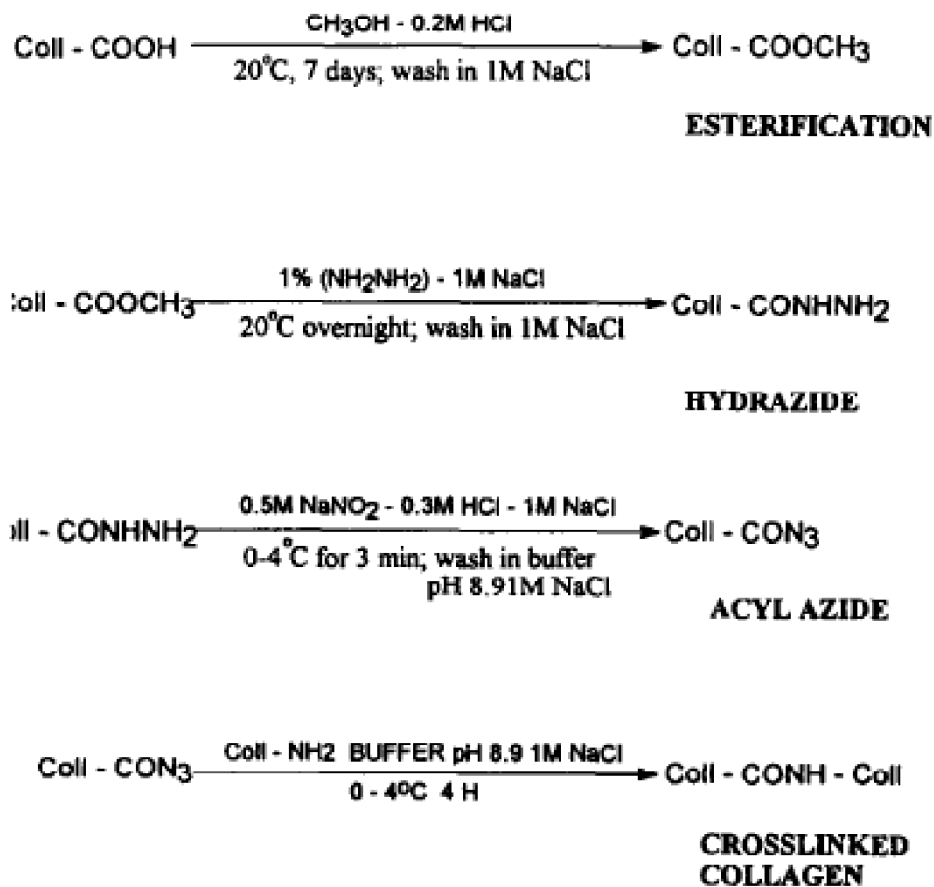 CH₃OH - 0.2M HCl
Coll - COOH
Coll - COOCH₃
20°C, 7 days; wash in 1M NaCl
ESTERIFICATION
1% (NH₂NH₂) - 1M NaCl
oll - COOCH₃
Coll - CONHNH₂
20°C overnight; wash in 1M NaCl
HYDRAZIDE
0.5M NaNO₂ - 0.3M HCl - 1M NaCl
ll - CONHNH₂
Coll - CON₃
0-4°C for 3 min; wash in buffer
pH 8.91M NaCl
ACYL AZIDE
Coll - NH2 BUFFER pH 8.9 1M NaCl
Coll - CON₃
Coll - CONH - Coll
0 - 4ºC 4 H
CROSSLINKED
COLLAGEN